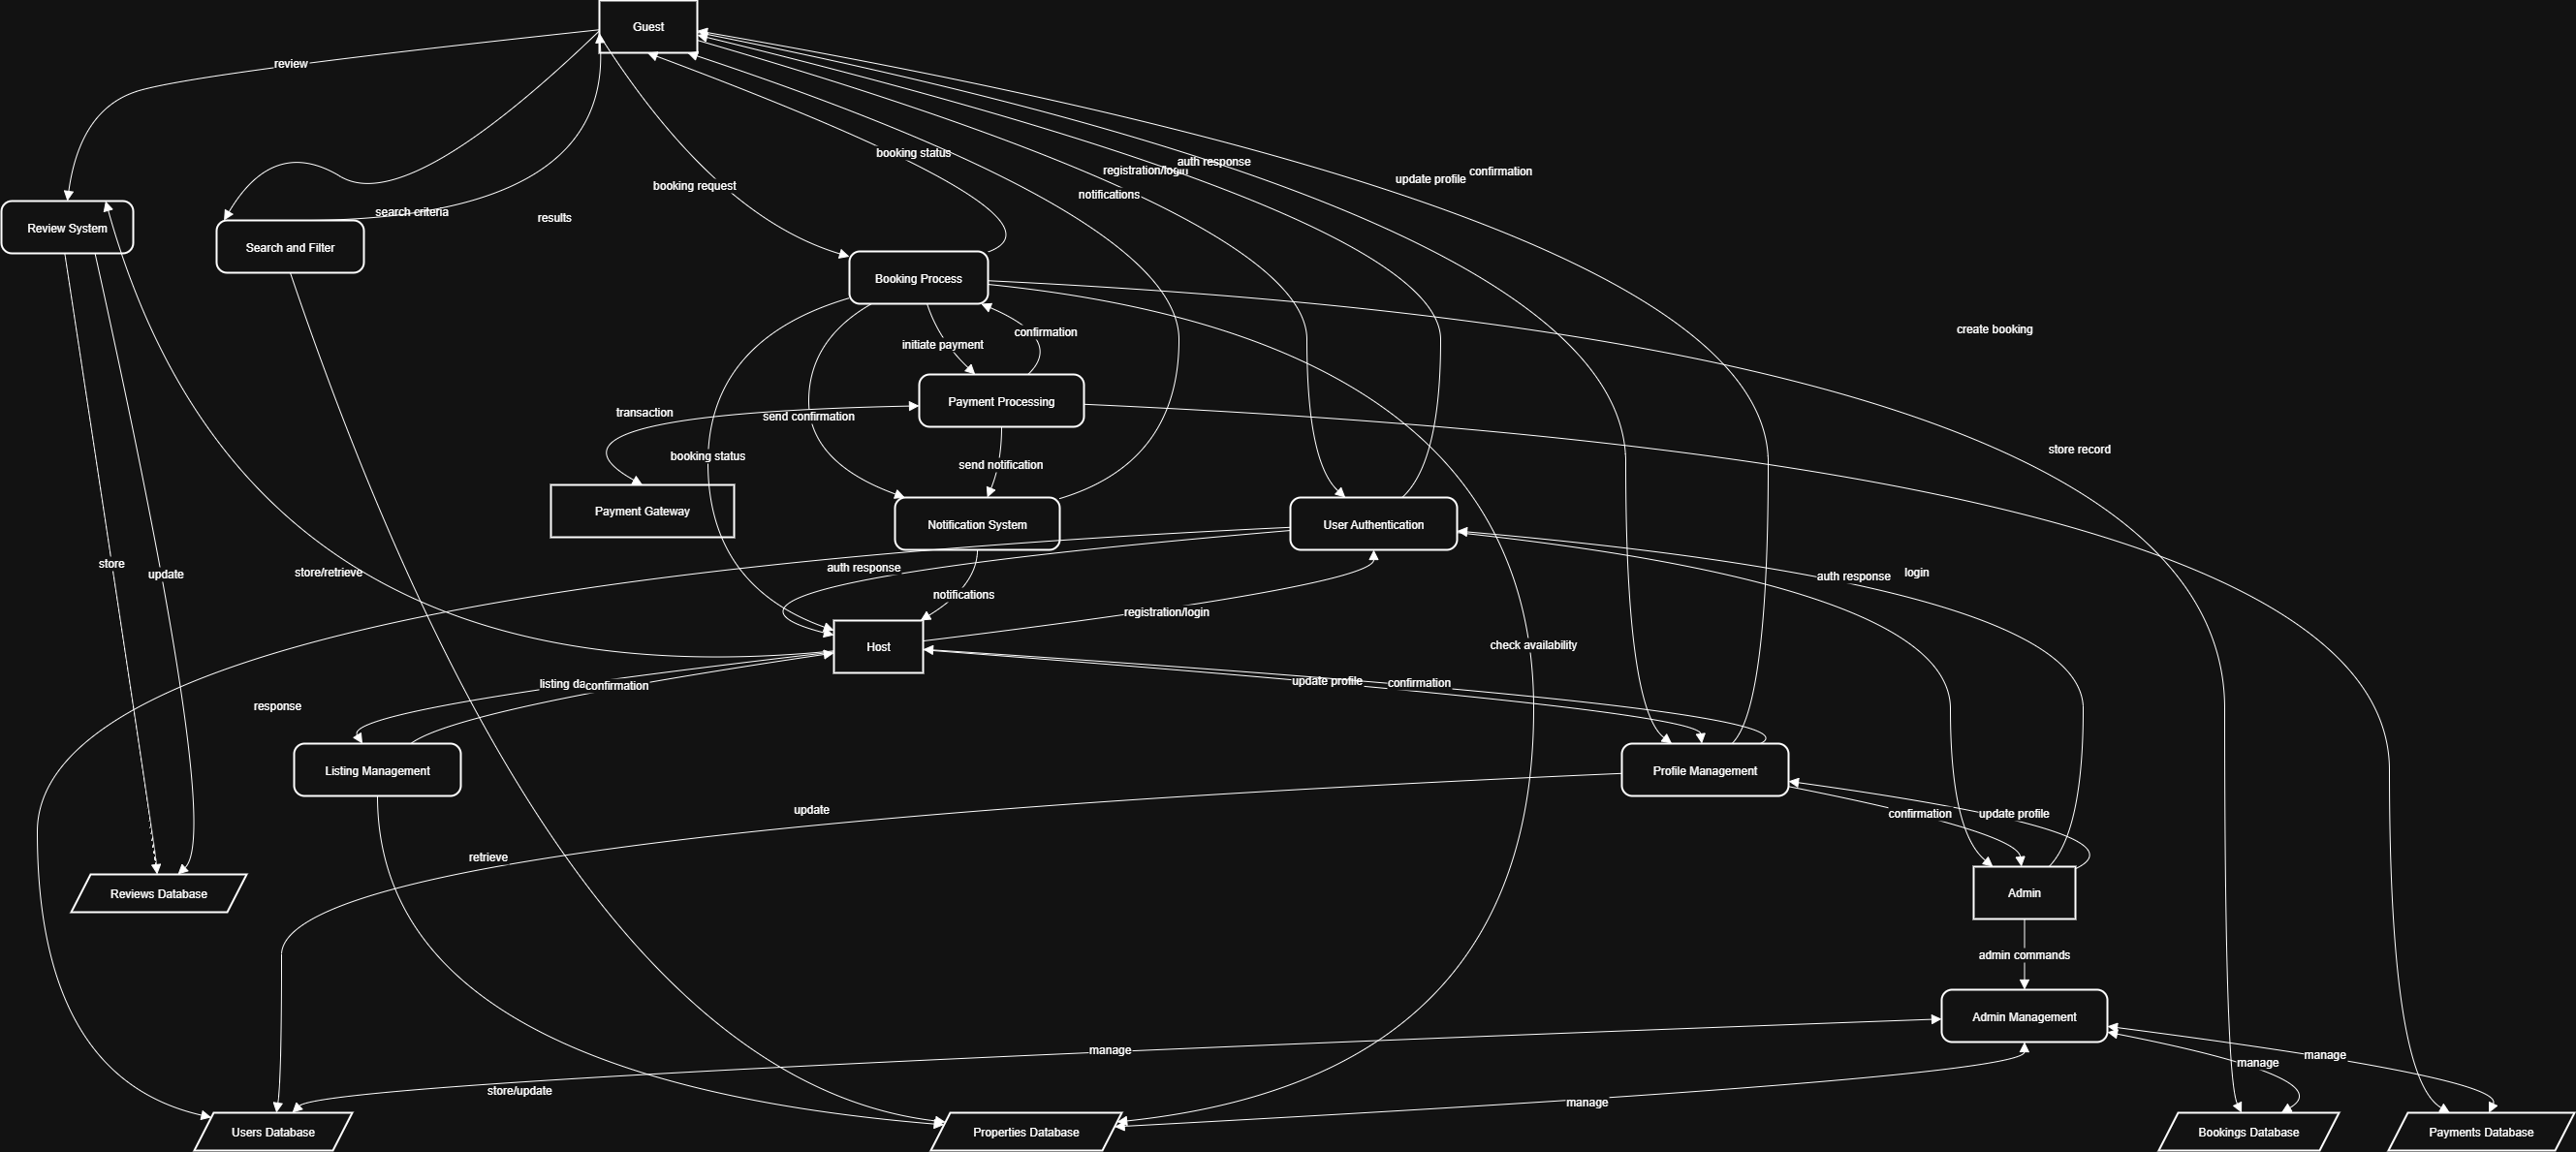 Guest
review
booking status
auth response
registration/login
confirmation
update profile
booking request
notifications
search criteria
results
Review System
Search and Filter
Booking Process
create booking
confirmation
initiate payment
Payment Processing
transaction
send confirmation
store record
booking status
send notification
Payment Gateway
Notification System
User Authentication
store
update
store/retrieve
auth response
auth response
login
notifications
registration/login
Host
check availability
listing da
confirmation
update profile
confirmation
response
Listing Management
Profile Management
update
confirmation
update profile
retrieve
Reviews Database
Admin
admin commands
Admin Management
manage
manage
manage
store/update
manage
Users Database
Properties Database
Bookings Database
Payments Database